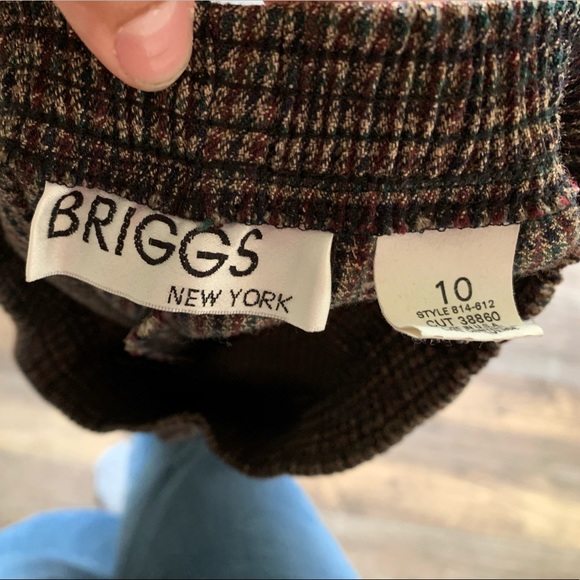 BRIGGS
NEW YORK
10
STYLE 814-612
CUT 38860